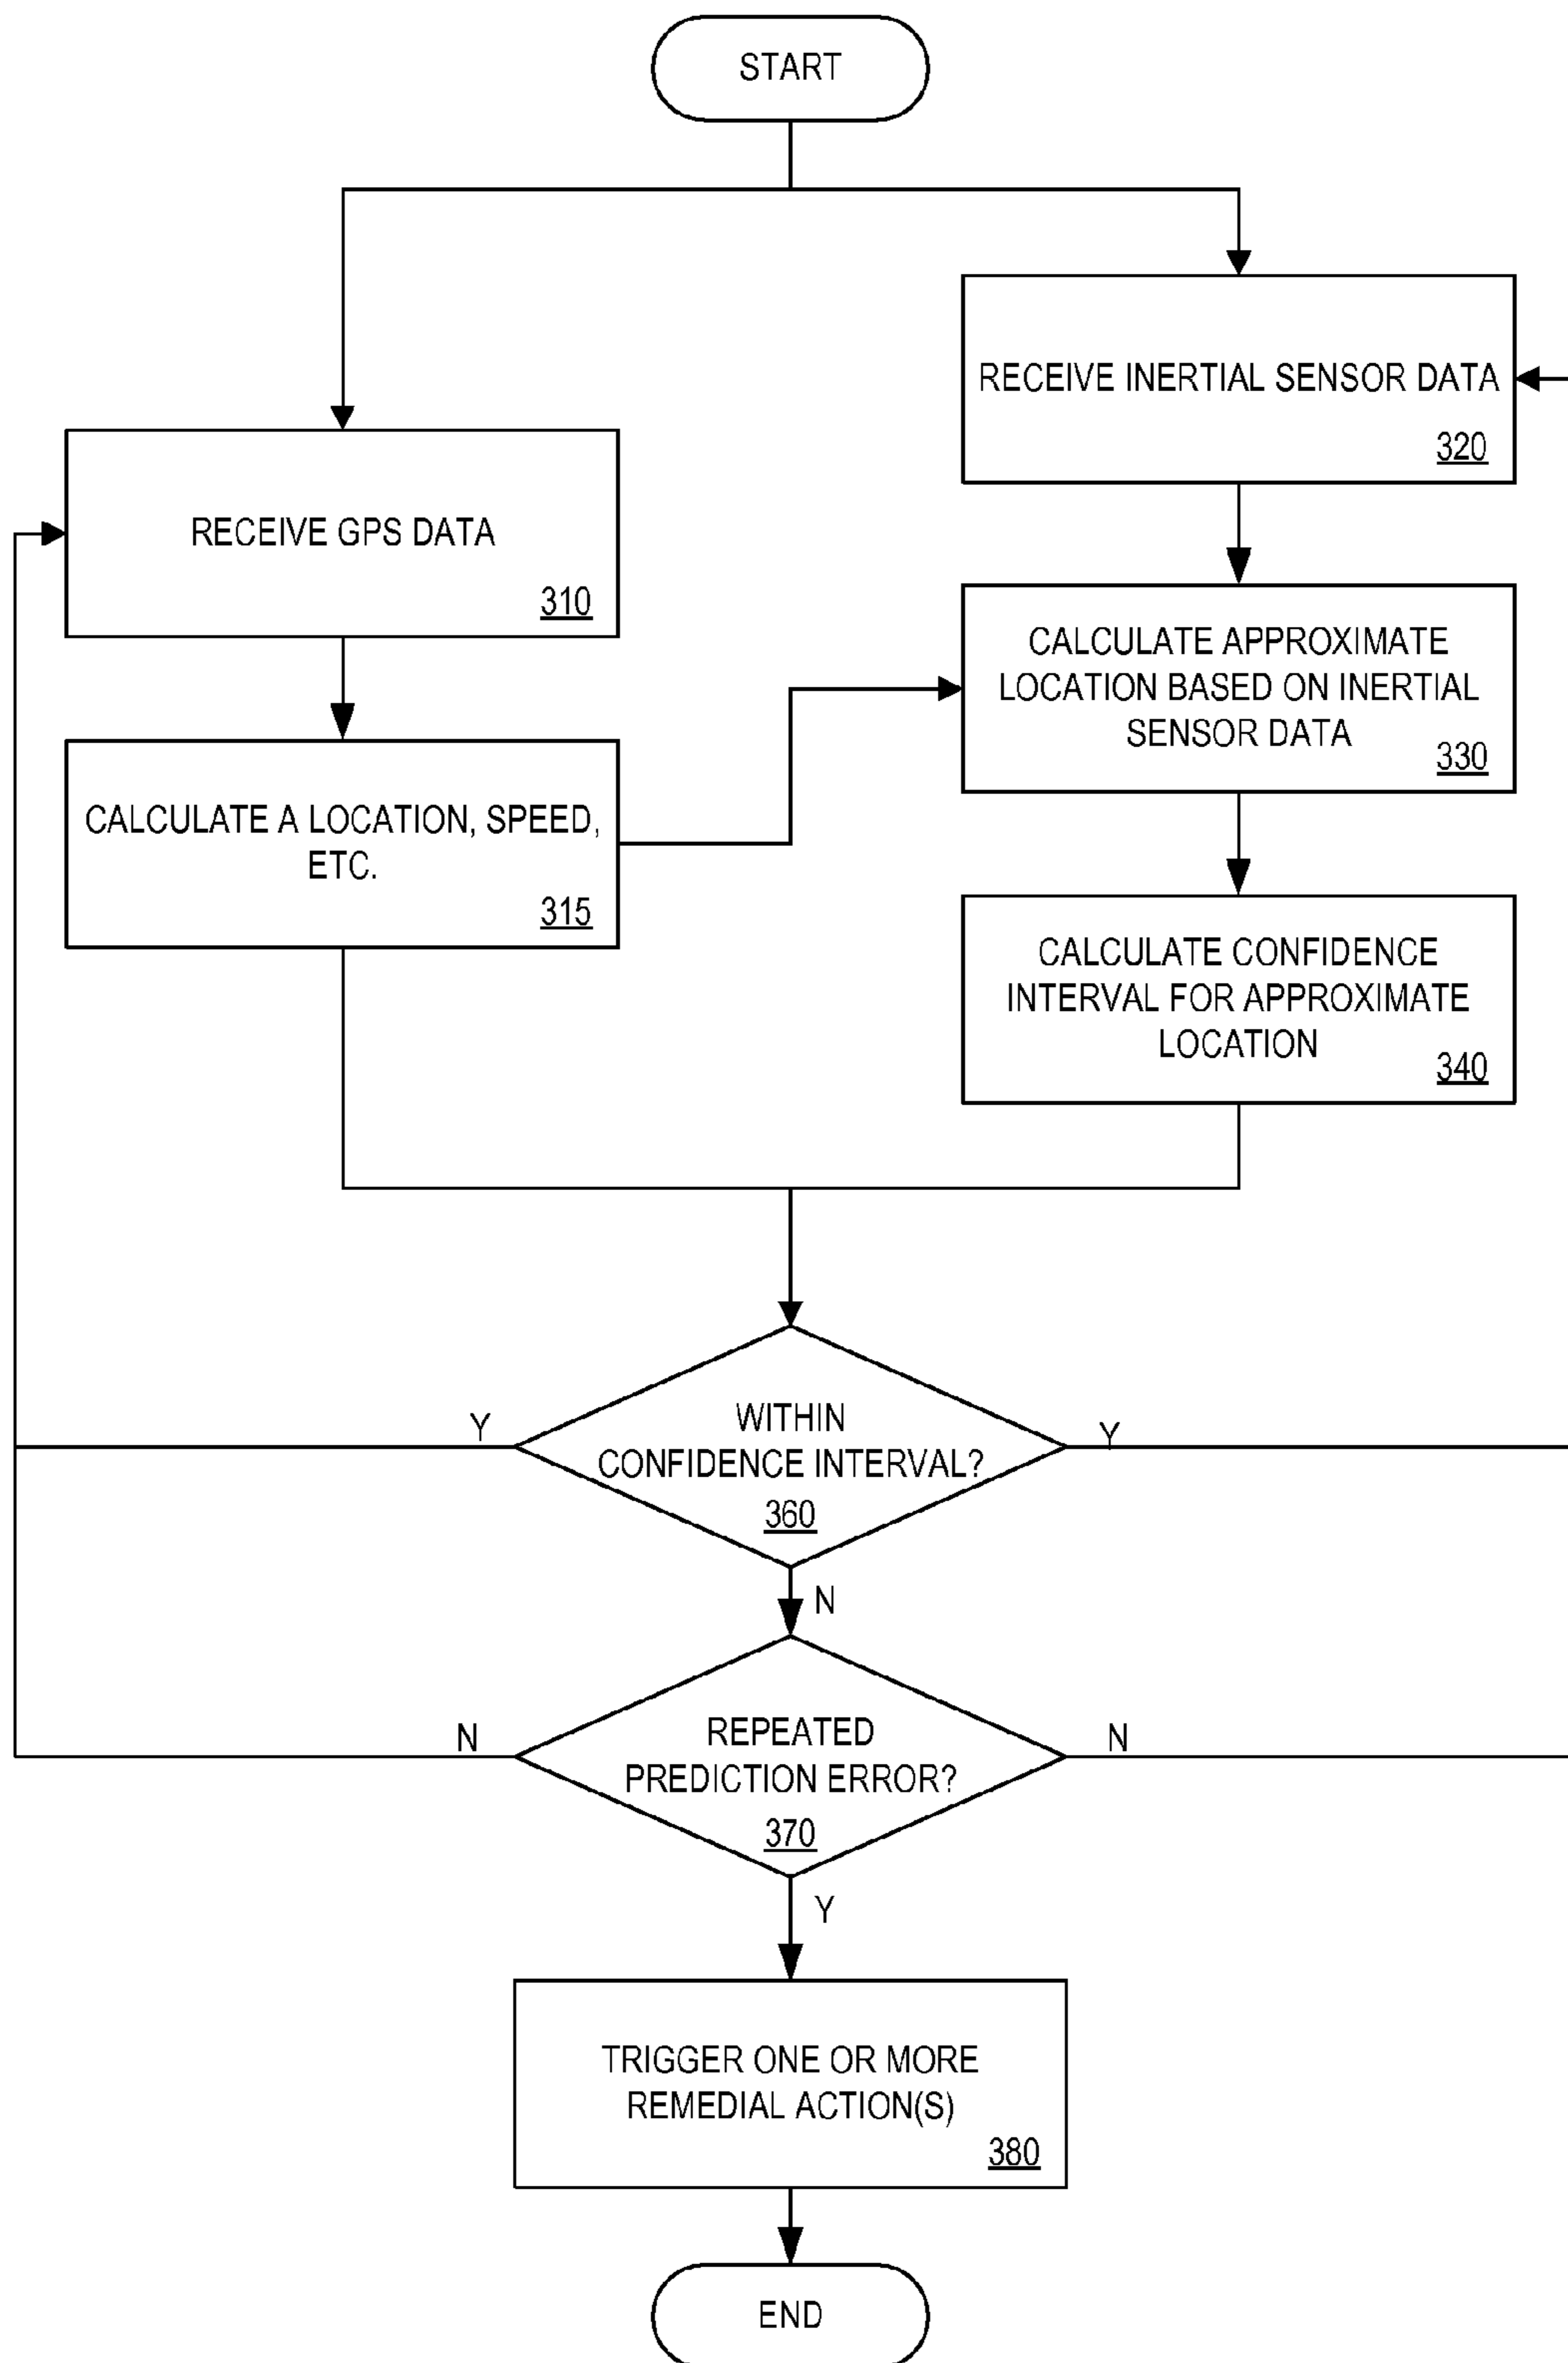 START
RECEIVE INERTIAL SENSOR DATA
320
RECEIVE GPS DATA
310
CALCULATE APPROXIMATE
LOCATION BASED ON INERTIAL
SENSOR DATA
330
CALCULATE A LOCATION, SPEED,
ETC.
315
CALCULATE CONFIDENCE
INTERVAL FOR APPROXIMATE
LOCATION
340
Y
WITHIN
CONFIDENCE INTERVAL?
360
Y
N
N
REPEATED
PREDICTION ERROR?
370
N
Y
TRIGGER ONE OR MORE
REMEDIAL ACTION(S)
380
END